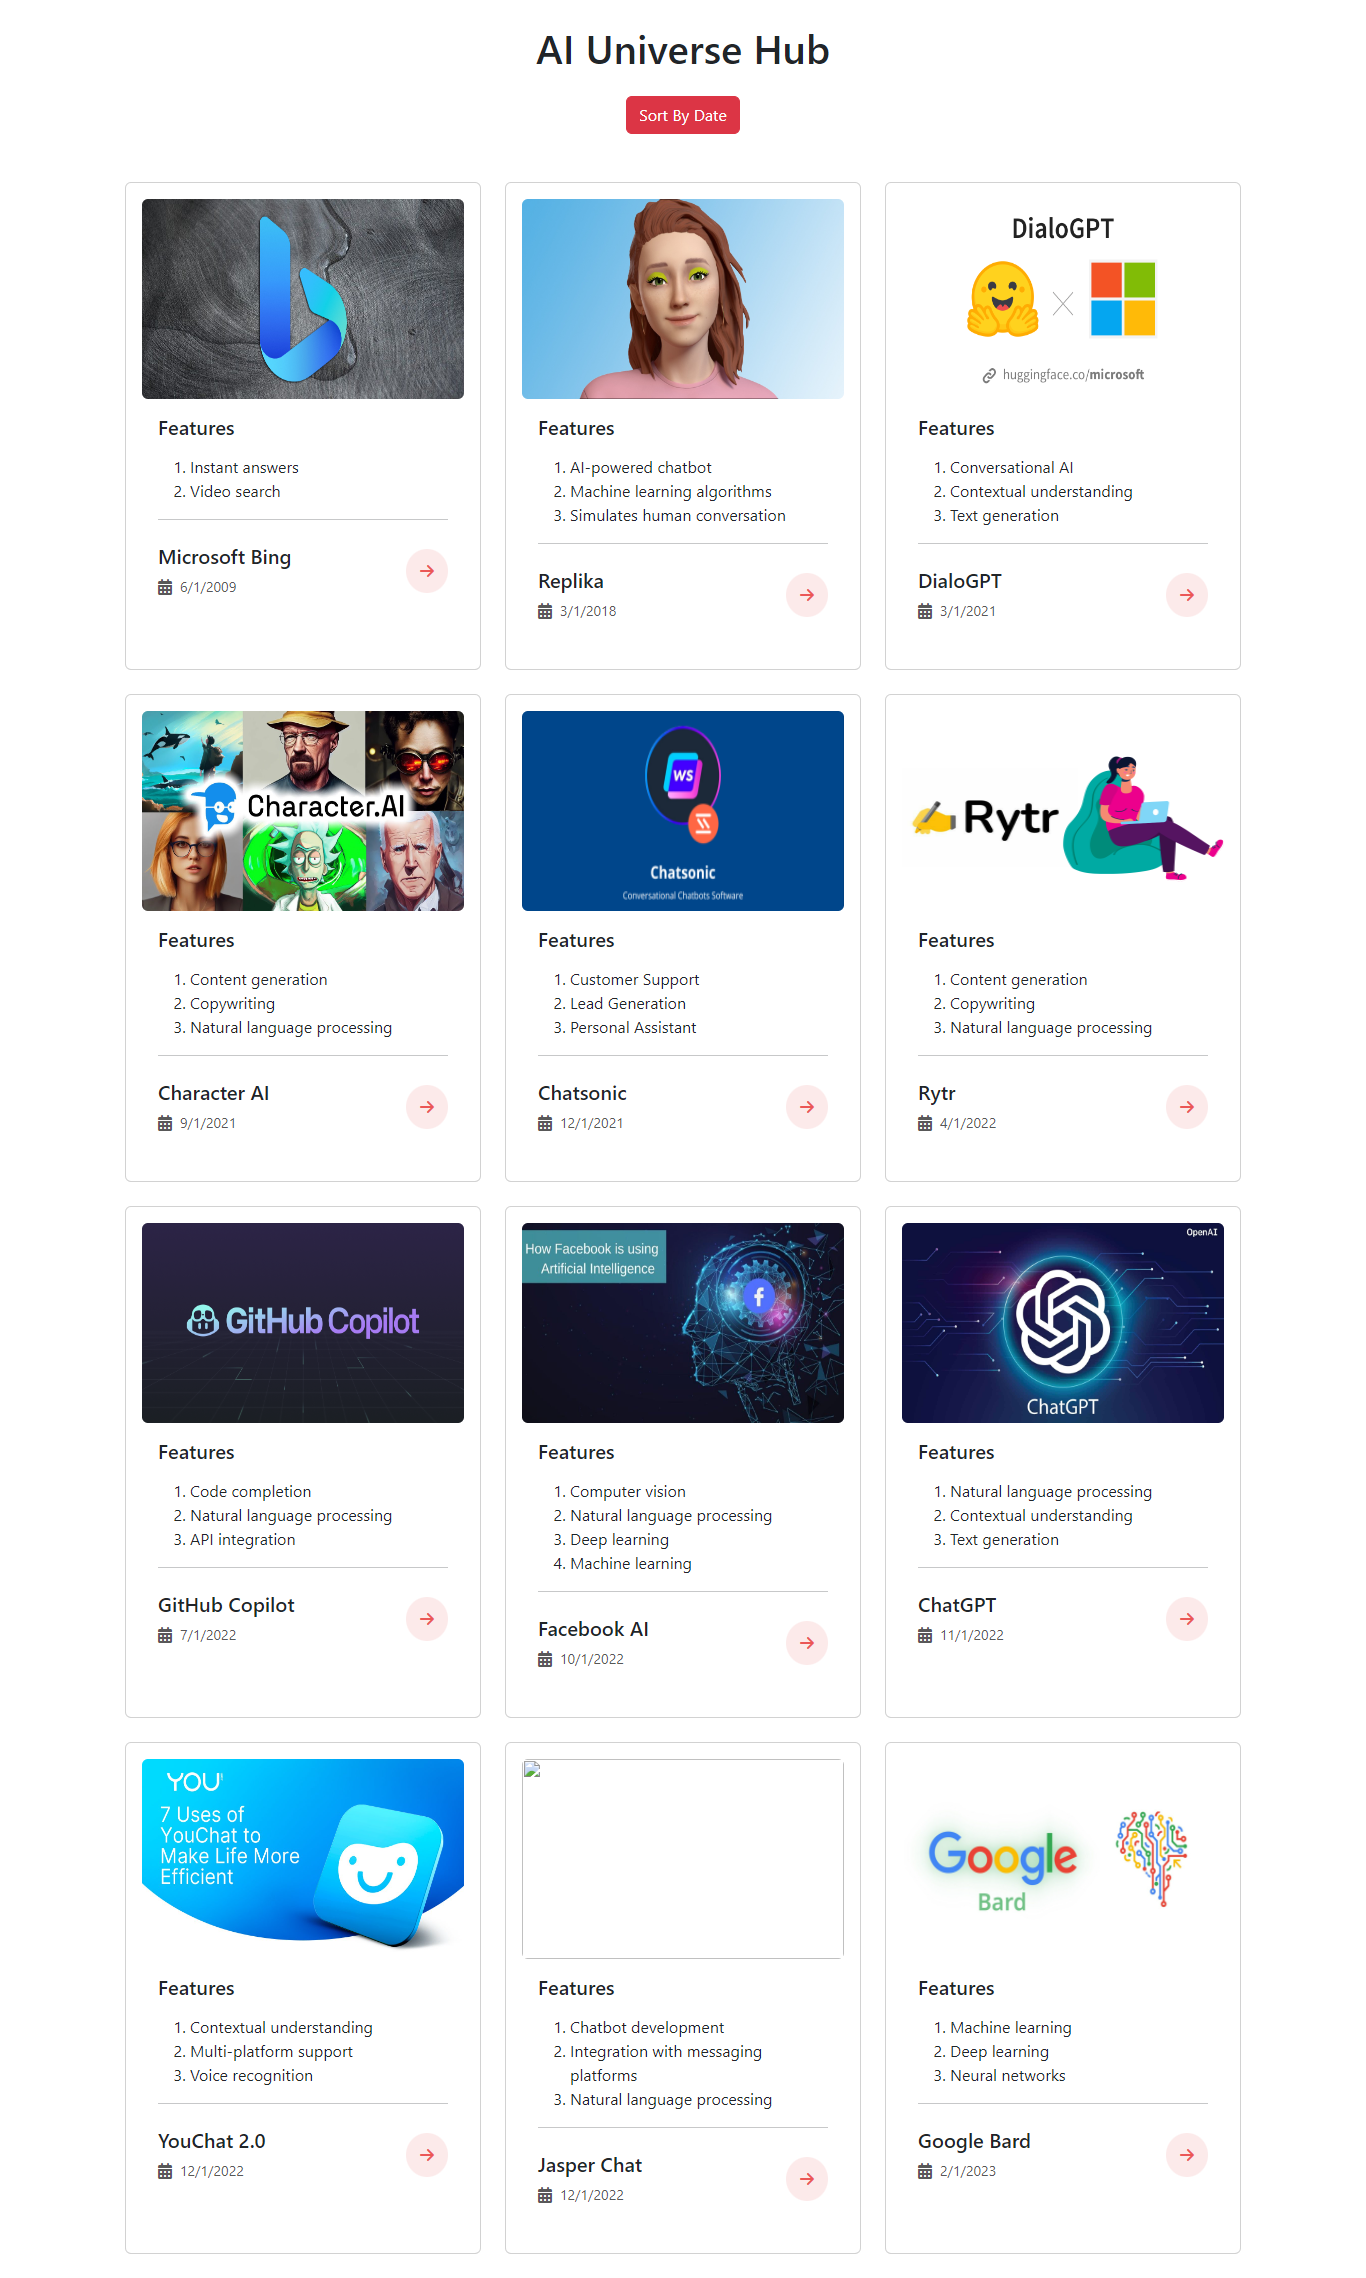 AI Universe Hub
Sort By Date
Features
1. Instant answers
2. Video search
Microsoft Bing
6/1/2009
Features
1. AI-powered chatbot
2. Machine learning algorithms
3. Simulates human conversation
Replika
3/1/2018
DialoGPT
huggingface.co/microsoft
Features
1. Conversational AI
2. Contextual understanding
3. Text generation
DialoGPT
3/1/2021
Character.AI
Features
1. Content generation
2. Copywriting
3. Natural language processing
Character AI
9/1/2021
WS
Chatsonic
Conversational Chatbots Software
Features
1. Customer Support
2. Lead Generation
3. Personal Assistant
Chatsonic
12/1/2021
Rytr
Features
1. Content generation
2. Copywriting
3. Natural language processing
Rytr
4/1/2022
GitHub Copilot
Features
1. Code completion
2. Natural language processing
3. API integration
GitHub Copilot
7/1/2022
How Facebook is using
Artificial Intelligence
Features
1. Computer vision
2. Natural language processing
3. Deep learning
4. Machine learning
Facebook AI
10/1/2022
OpenAI
ChatGPT
Features
1. Natural language processing
2. Contextual understanding
3. Text generation
ChatGPT
11/1/2022
YOU
7 Uses of
YouChat to
Make Life More
Efficient
Features
1. Contextual understanding
2. Multi-platform support
3. Voice recognition
YouChat 2.0
12/1/2022
Features
1. Chatbot development
2. Integration with messaging
platforms
3. Natural language processing
Jasper Chat
12/1/2022
Google
Bard
Features
1. Machine learning
2. Deep learning
3. Neural networks
Google Bard
2/1/2023